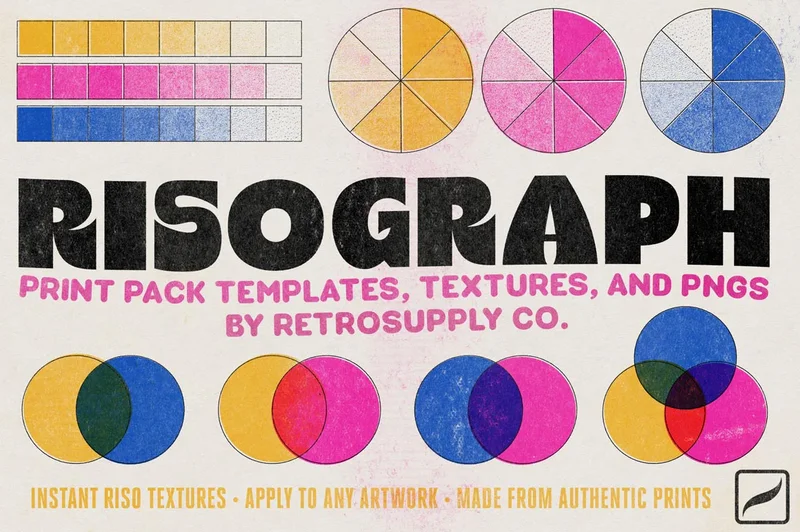 RISOGRAPH
PRINT PACK TEMPLATES, TEXTURES, AND PNGS
BY RETROSUPPLY CO.
INSTANT RISO TEXTURES • APPLY TO ANY ARTWORK • MADE FROM AUTHENTIC PRINTS